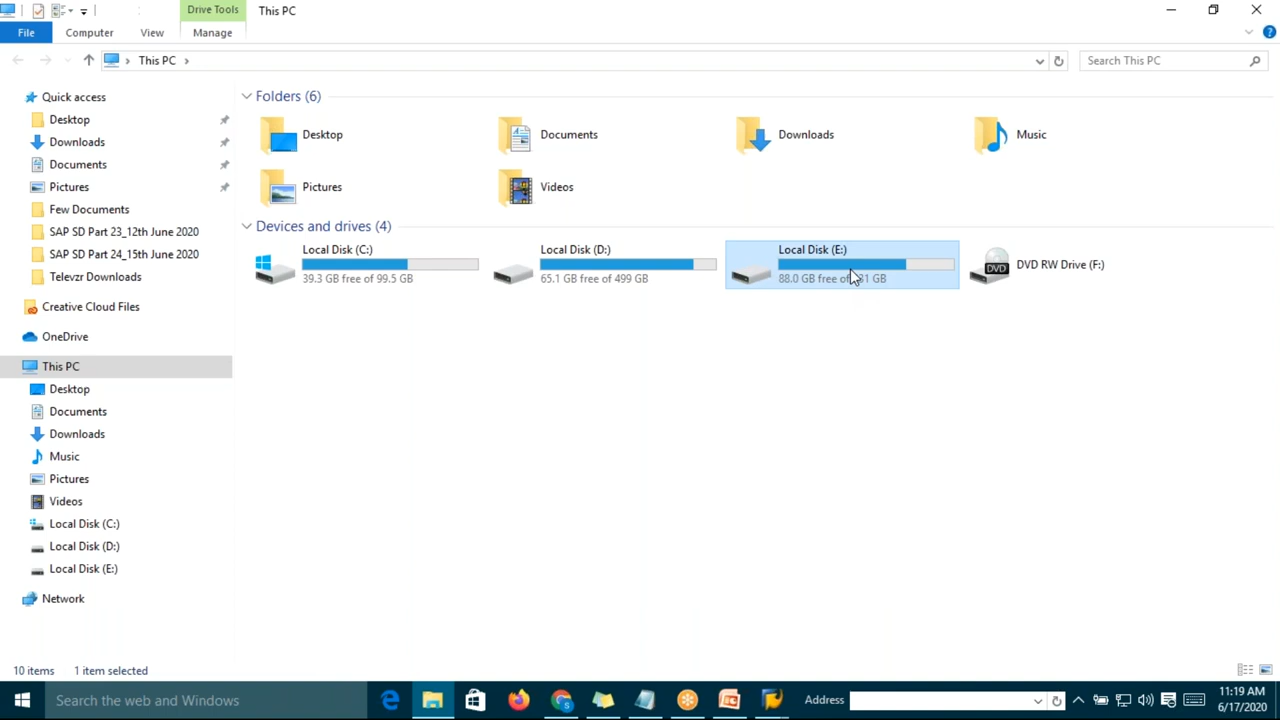 Drive Tools
This PC
File
Computer
View
Manage
This PC
Search This PC
Quick access
Desktop
Downloads
Documents
Pictures
Few Documents
SAP SD Part 23_12th June 2020
SAP SD Part 24_15th June 2020
Televzr Downloads
Creative Cloud Files
OneDrive
This PC
Desktop
Documents
Downloads
Music
Pictures
Videos
Local Disk (C:)
Local Disk (D:)
Local Disk (E:)
Network
Folders (6)
Desktop
Documents
Downloads
Music
Pictures
Videos
Devices and drives (4)
Local Disk (C:)
39.3 GB free of 99.5 GB
Local Disk (D:)
65.1 GB free of 499 GB
Local Disk (E:)
88.0 GB free of GB
DVD
DVD RW Drive (F:)
10 items
1 item selected
Search the web and Windows
Address
11:19 AM
6/17/2020